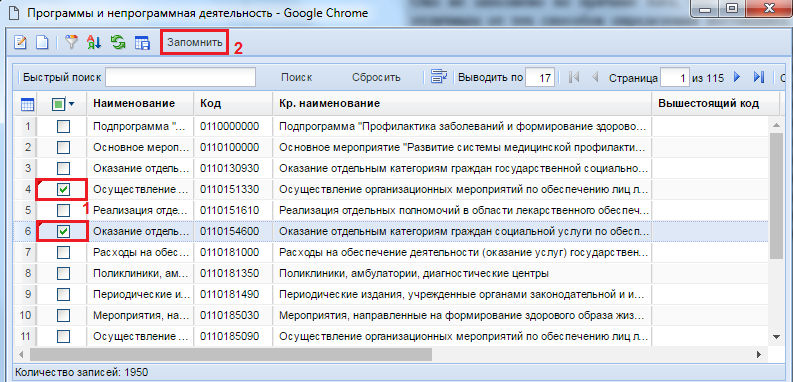 Программы и непрограммная деятельность - Google Chrome
Запомнить 2
Быстрый поиск Поиск Сбросить Выводить по 17 Страница 1 из 115
Наименование Код Кр. наименование Вышестоящий код
1 Подпрограмма "... 0110000000 Подпрограмма "Профилактика заболеваний и формирование здорово...
2 Основное мероп... 0110100000 Основное мероприятие "Развитие системы медицинской профилакти...
3 Оказание отдель... 0110130930 Оказание отдельным категориям граждан государственной социально...
4 Осуществление ... 0110151330 Осуществление организационных мероприятий по обеспечению лиц л...
1
5 Реализация отде... 0110151610 Реализация отдельных полномочий в области лекарственного обеспеч...
6 Оказание отдель... 0110154600 Оказание отдельным категориям граждан социальной услуги по обесп...
7 Расходы на обес... 0110181000 Расходы на обеспечение деятельности (оказание услуг) государствен...
8 Поликлиники, ам... 0110181350 Поликлиники, амбулатории, диагностические центры
9 Периодические и... 0110181490 Периодические издания, учрежденные органами законодательной и и...
10 Мероприятия, на... 0110185030 Мероприятия, направленные на формирование здорового образа жиз...
11 Осуществление ... 0110185090 Осуществление организационных мероприятий по обеспечению лиц л...
Количество записей: 1950